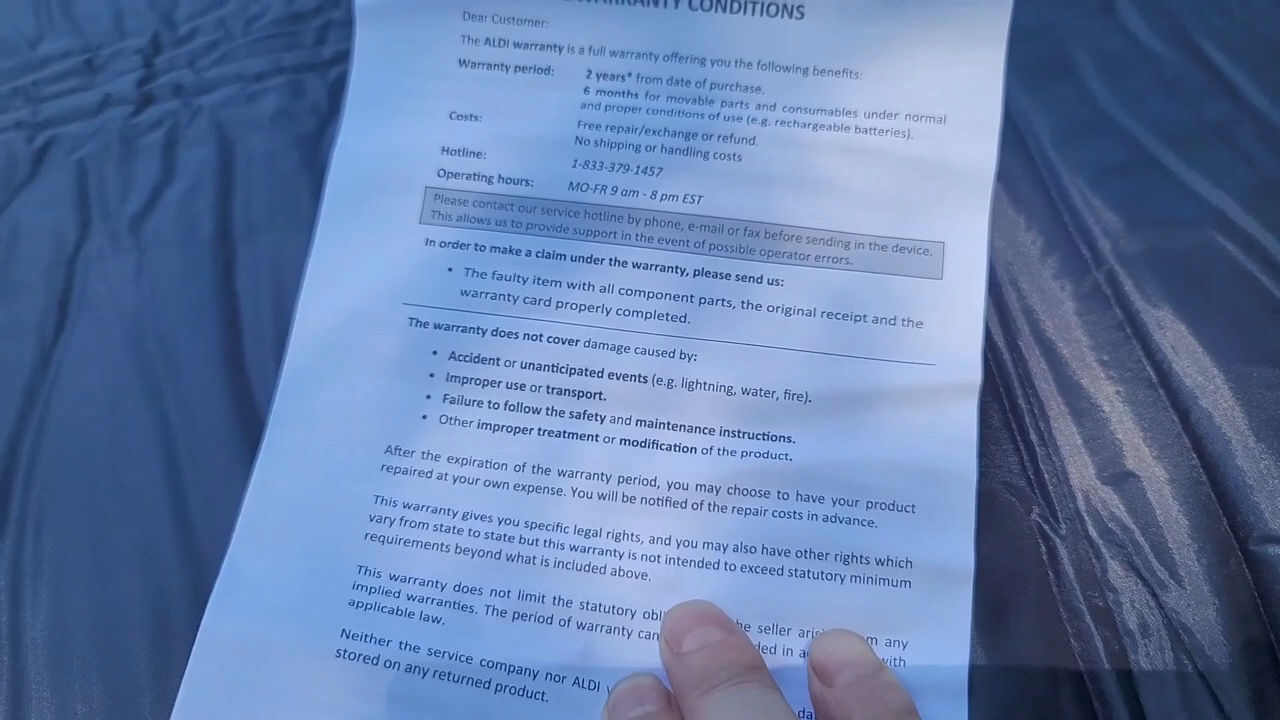 WARRANTY CONDITIONS
Dear Customer:
The ALDI warranty is a full warranty offering you the following benefits:
Warranty period: 2 years* from date of purchase.
6 months for movable parts and consumables under normal
and proper conditions of use (e.g. rechargeable batteries).
Costs: Free repair/exchange or refund.
No shipping or handling costs
Hotline: 1-833-379-1457
Operating hours: MO-FR 9 am - 8 pm EST
Please contact our service hotline by phone, e-mail or fax before sending in the device.
This allows us to provide support in the event of possible operator errors.
In order to make a claim under the warranty, please send us:
• The faulty item with all component parts, the original receipt and the
warranty card properly completed.
The warranty does not cover damage caused by:
• Accident or unanticipated events (e.g. lightning, water, fire).
• Improper use or transport.
• Failure to follow the safety and maintenance instructions.
• Other improper treatment or modification of the product.
After the expiration of the warranty period, you may choose to have your product
repaired at your own expense. You will be notified of the repair costs in advance.
This warranty gives you specific legal rights, and you may also have other rights which
vary from state to state but this warranty is not intended to exceed statutory minimum
requirements beyond what is included above.
This warranty does not limit the statutory seller any
implied warranties. The period of warranty can in with
applicable law.
Neither the service company nor ALDI
stored on any returned product.